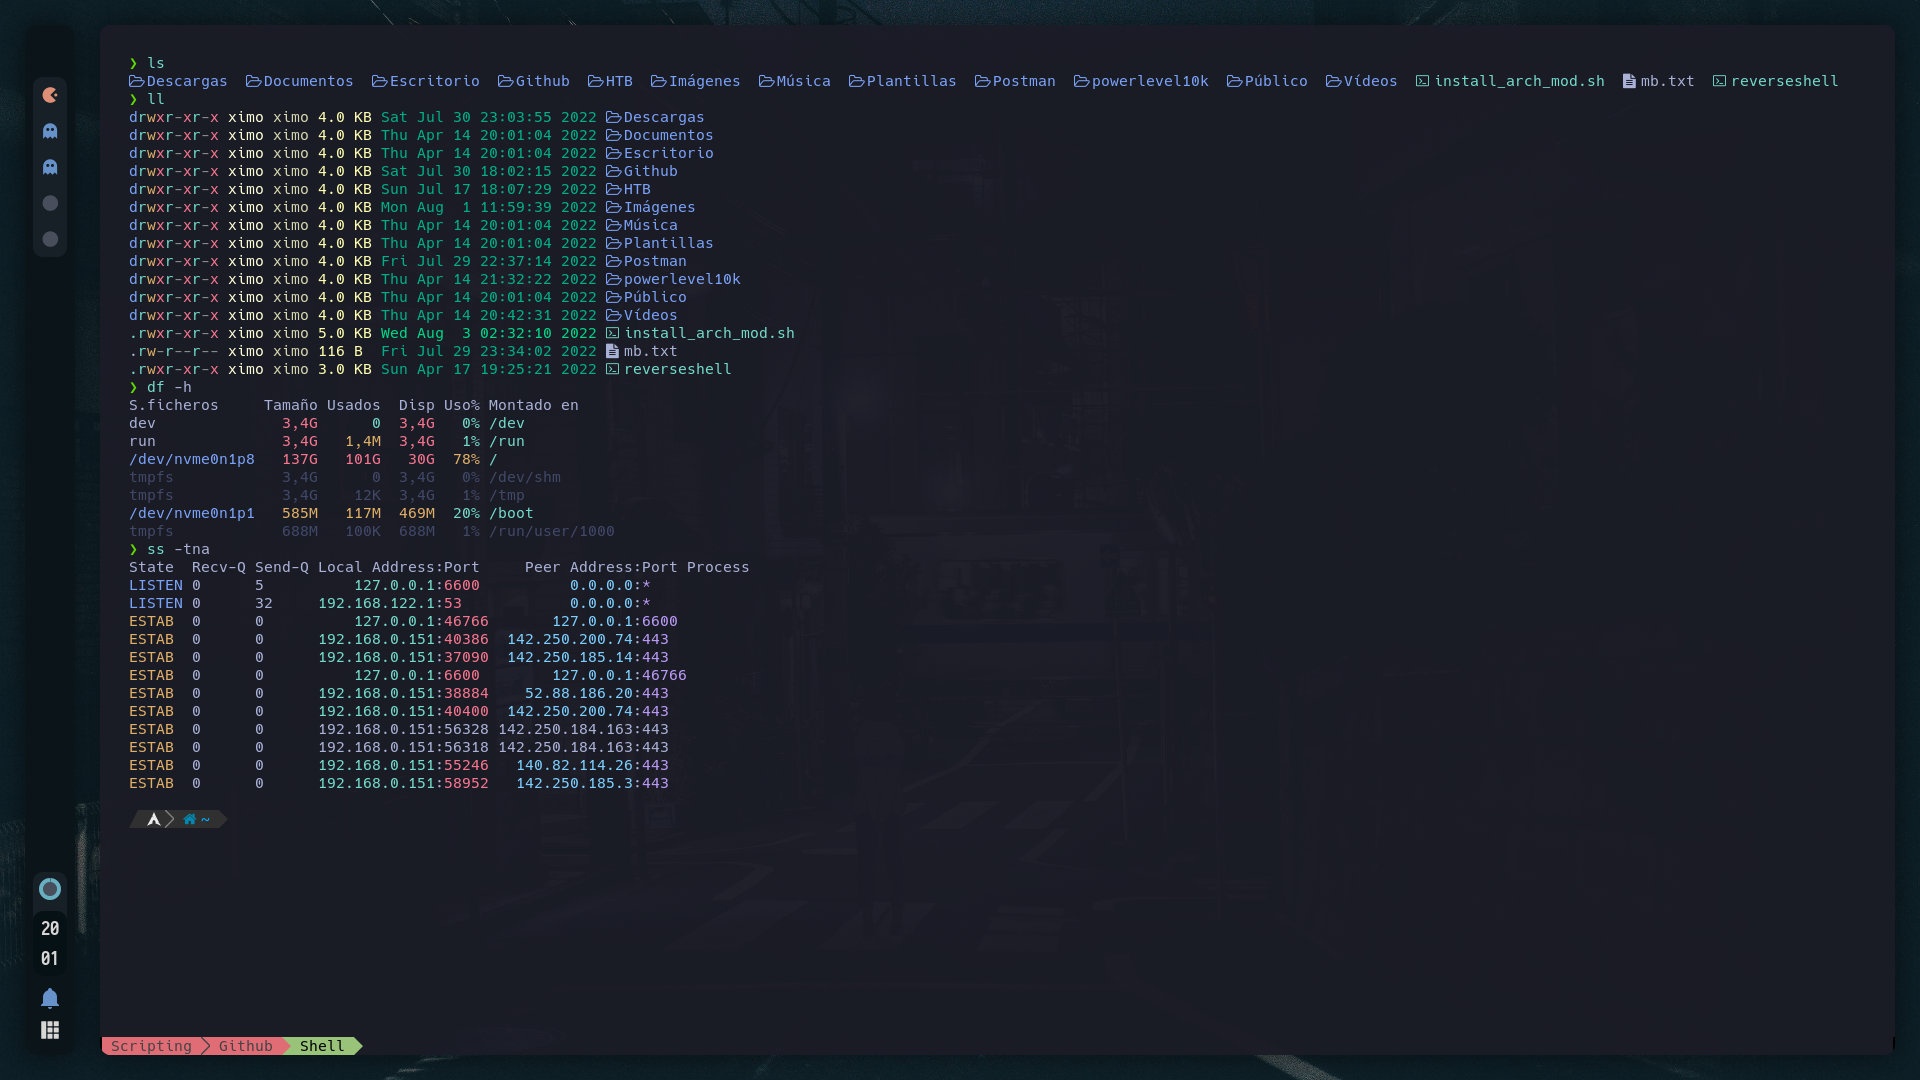 ❯ ls
Descargas Documentos Escritorio Github HTB Imágenes Música Plantillas Postman powerlevel10k Público Vídeos install_arch_mod.sh mb.txt reverseshell
❯ ll
drwxr-xr-x ximo ximo 4.0 KB Sat Jul 30 23:03:55 2022 Descargas
drwxr-xr-x ximo ximo 4.0 KB Thu Apr 14 20:01:04 2022 Documentos
drwxr-xr-x ximo ximo 4.0 KB Thu Apr 14 20:01:04 2022 Escritorio
drwxr-xr-x ximo ximo 4.0 KB Sat Jul 30 18:02:15 2022 Github
drwxr-xr-x ximo ximo 4.0 KB Sun Jul 17 18:07:29 2022 HTB
drwxr-xr-x ximo ximo 4.0 KB Mon Aug  1 11:59:39 2022 Imágenes
drwxr-xr-x ximo ximo 4.0 KB Thu Apr 14 20:01:04 2022 Música
drwxr-xr-x ximo ximo 4.0 KB Thu Apr 14 20:01:04 2022 Plantillas
drwxr-xr-x ximo ximo 4.0 KB Fri Jul 29 22:37:14 2022 Postman
drwxr-xr-x ximo ximo 4.0 KB Thu Apr 14 21:32:22 2022 powerlevel10k
drwxr-xr-x ximo ximo 4.0 KB Thu Apr 14 20:01:04 2022 Público
drwxr-xr-x ximo ximo 4.0 KB Thu Apr 14 20:42:31 2022 Vídeos
.rwxr-xr-x ximo ximo 5.0 KB Wed Aug  3 02:32:10 2022 install_arch_mod.sh
.rw-r--r-- ximo ximo 116 B  Fri Jul 29 23:34:02 2022 mb.txt
.rwxr-xr-x ximo ximo 3.0 KB Sun Apr 17 19:25:21 2022 reverseshell
❯ df -h
S.ficheros     Tamaño Usados  Disp Uso% Montado en
dev              3,4G      0  3,4G   0% /dev
run              3,4G   1,4M  3,4G   1% /run
/dev/nvme0n1p8   137G   101G   30G  78% /
tmpfs            3,4G      0  3,4G   0% /dev/shm
tmpfs            3,4G    12K  3,4G   1% /tmp
/dev/nvme0n1p1   585M   117M  469M  20% /boot
tmpfs            688M   100K  688M   1% /run/user/1000
❯ ss -tna
State  Recv-Q Send-Q Local Address:Port     Peer Address:Port Process
LISTEN 0      5          127.0.0.1:6600          0.0.0.0:*
LISTEN 0      32     192.168.122.1:53            0.0.0.0:*
ESTAB  0      0          127.0.0.1:46766       127.0.0.1:6600
ESTAB  0      0      192.168.0.151:40386  142.250.200.74:443
ESTAB  0      0      192.168.0.151:37090  142.250.185.14:443
ESTAB  0      0          127.0.0.1:6600        127.0.0.1:46766
ESTAB  0      0      192.168.0.151:38884    52.88.186.20:443
ESTAB  0      0      192.168.0.151:40400  142.250.200.74:443
ESTAB  0      0      192.168.0.151:56328 142.250.184.163:443
ESTAB  0      0      192.168.0.151:56318 142.250.184.163:443
ESTAB  0      0      192.168.0.151:55246   140.82.114.26:443
ESTAB  0      0      192.168.0.151:58952   142.250.185.3:443
~
20
01
Scripting Github Shell